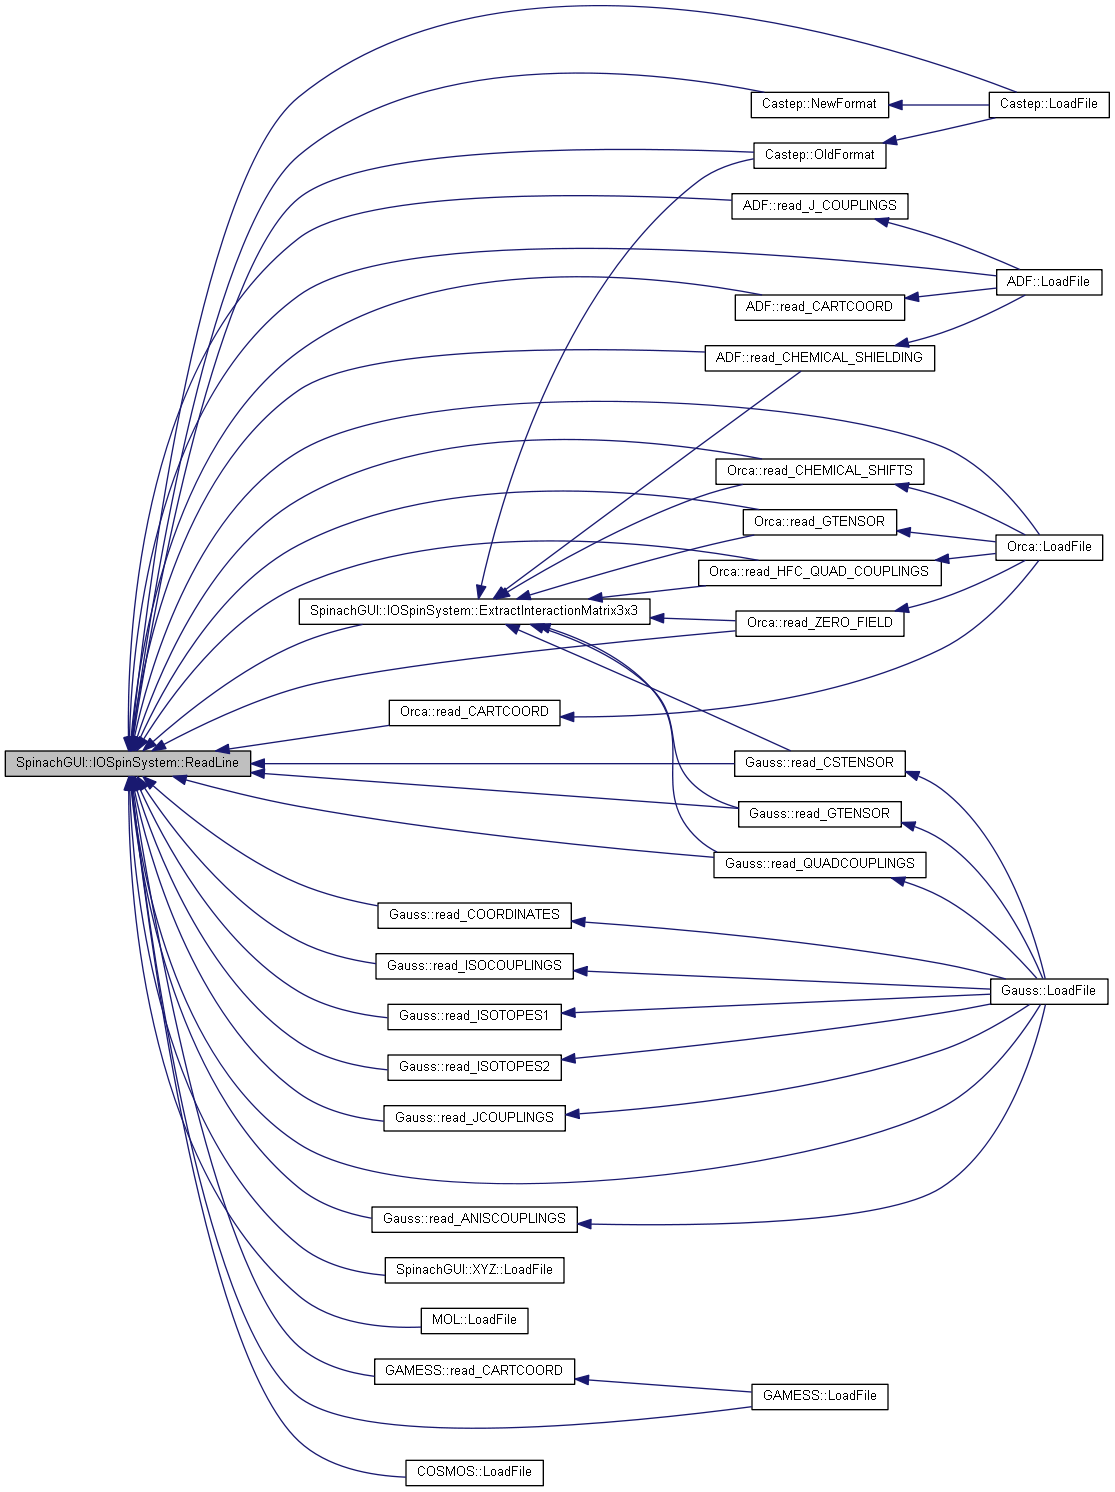 Castep::LoadFile
Castep::NewFormat
Castep::OldFormat
ADF::read_J_COUPLINGS
ADF::LoadFile
ADF::read_CARTCOORD
ADF::read_CHEMICAL_SHIELDING
Orca::read_CHEMICAL_SHIFTS
Orca::read_GTENSOR
Orca::LoadFile
Orca::read_HFC_QUAD_COUPLINGS
SpinachGUI::IOSpinSystem::ExtractInteractionMatrix3x3
Orca::read_ZERO_FIELD
Orca::read_CARTCOORD
SpinachGUI::IOSpinSystem::ReadLine
Gauss::read_CSTENSOR
Gauss::read_GTENSOR
Gauss::read_QUADCOUPLINGS
Gauss::read_COORDINATES
Gauss::read_ISOCOUPLINGS
Gauss::LoadFile
Gauss::read_ISOTOPES1
Gauss::read_ISOTOPES2
Gauss::read_JCOUPLINGS
Gauss::read_ANISCOUPLINGS
SpinachGUI::XYZ::LoadFile
MOL::LoadFile
GAMESS::read_CARTCOORD
GAMESS::LoadFile
COSMOS::LoadFile